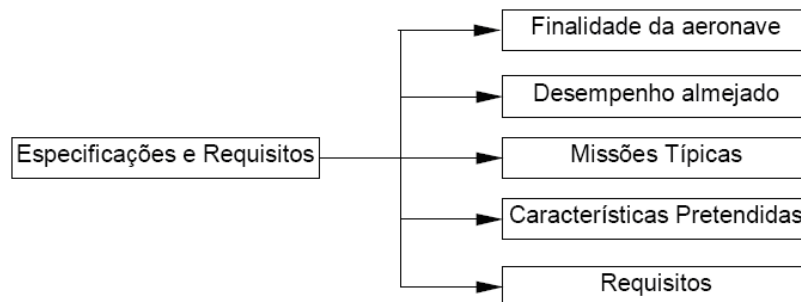 Finalidade da aeronave
Desempenho almejado
Especificações e Requisitos
Missões Típicas
Características Pretendidas
Requisitos